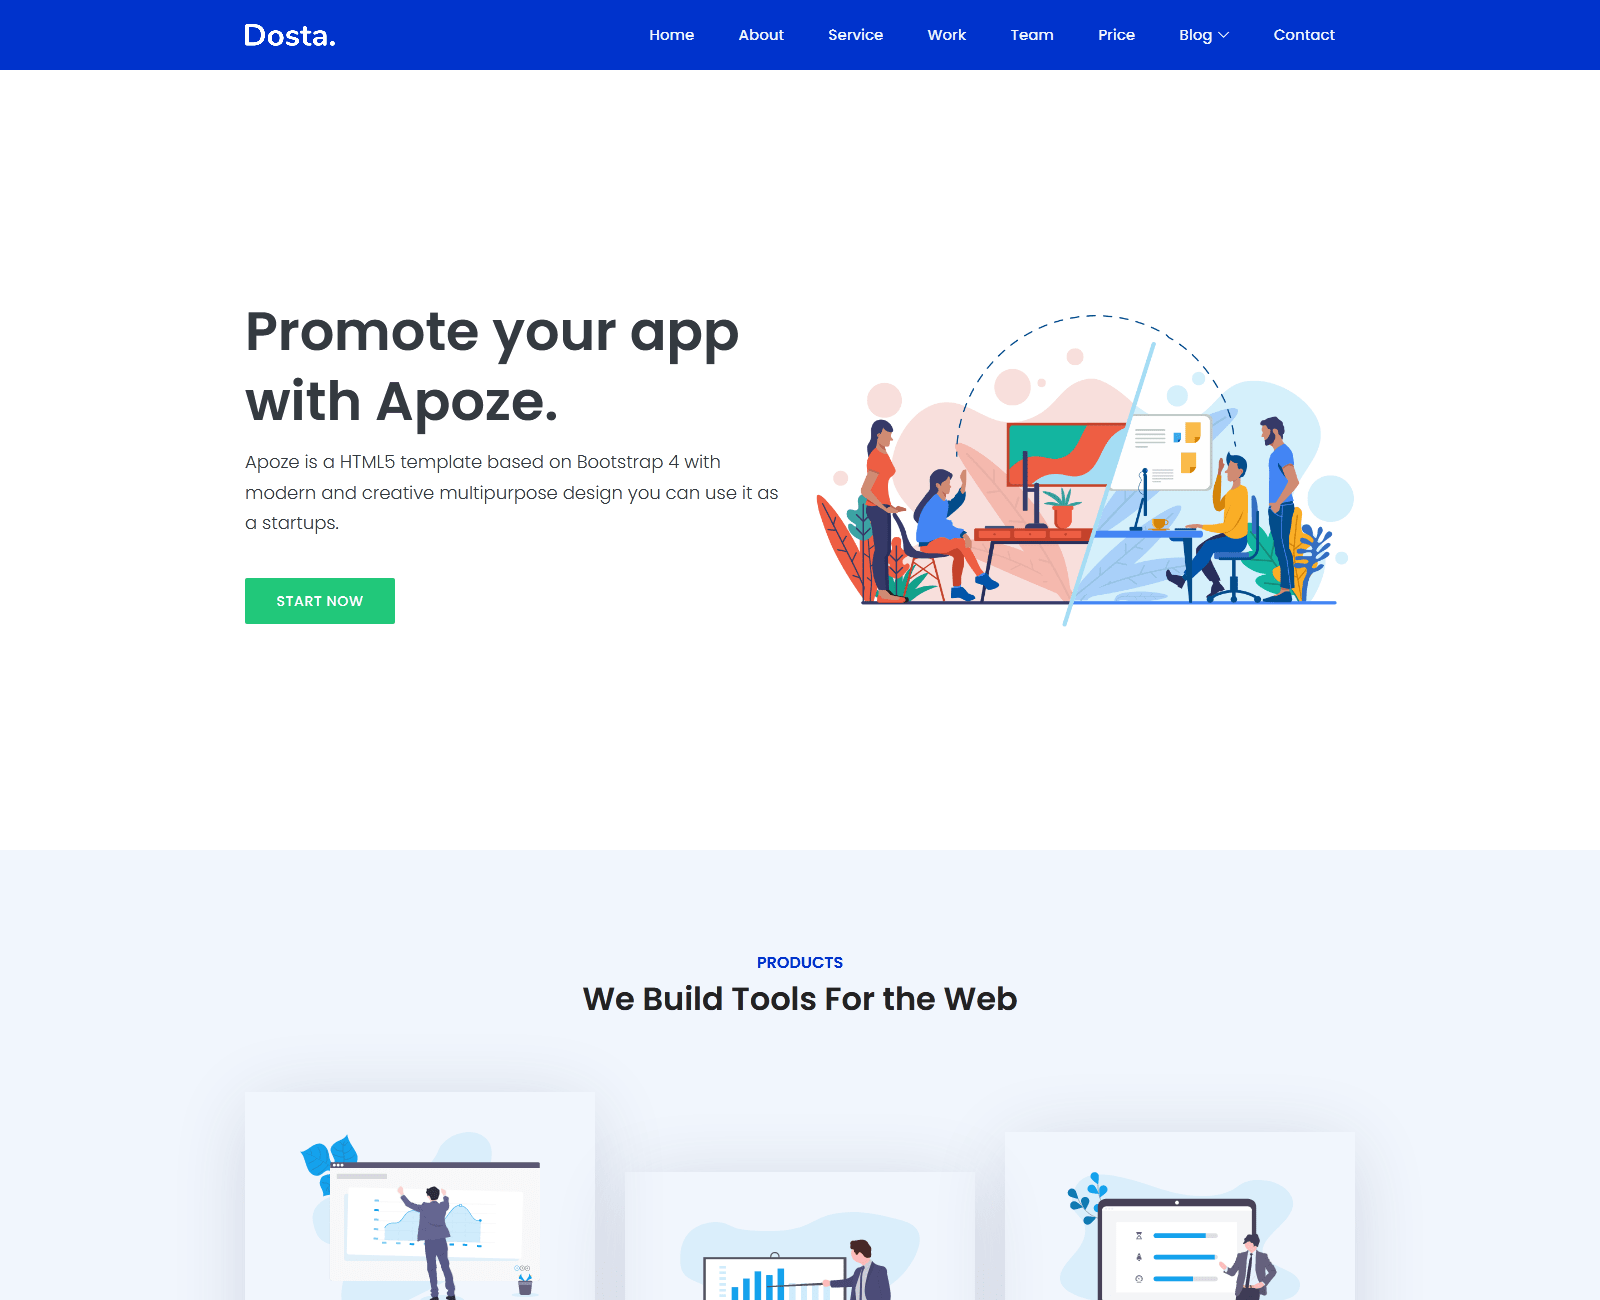 Dosta.
Home About Service Work Team Price Blog Contact
Promote your app
with Apoze.
Apoze is a HTML5 template based on Bootstrap 4 with
modern and creative multipurpose design you can use it as
a startups.
START NOW
PRODUCTS
We Build Tools For the Web